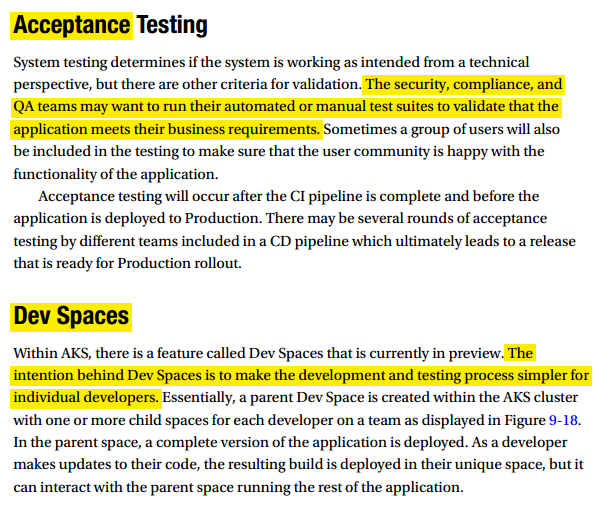 Acceptance Testing
System testing determines if the system is working as intended from a technical
perspective, but there are other criteria for validation. The security, compliance, and
QA teams may want to run their automated or manual test suites to validate that the
application meets their business requirements. Sometimes a group of users will also
be included in the testing to make sure that the user community is happy with the
functionality of the application.
Acceptance testing will occur after the CI pipeline is complete and before the
application is deployed to Production. There may be several rounds of acceptance
testing by different teams included in a CD pipeline which ultimately leads to a release
that is ready for Production rollout.
Dev Spaces
Within AKS, there is a feature called Dev Spaces that is currently in preview. The
intention behind Dev Spaces is to make the development and testing process simpler for
individual developers. Essentially, a parent Dev Space is created within the AKS cluster
with one or more child spaces for each developer on a team as displayed in Figure 9-18.
In the parent space, a complete version of the application is deployed. As a developer
makes updates to their code, the resulting build is deployed in their unique space, but it
can interact with the parent space running the rest of the application.